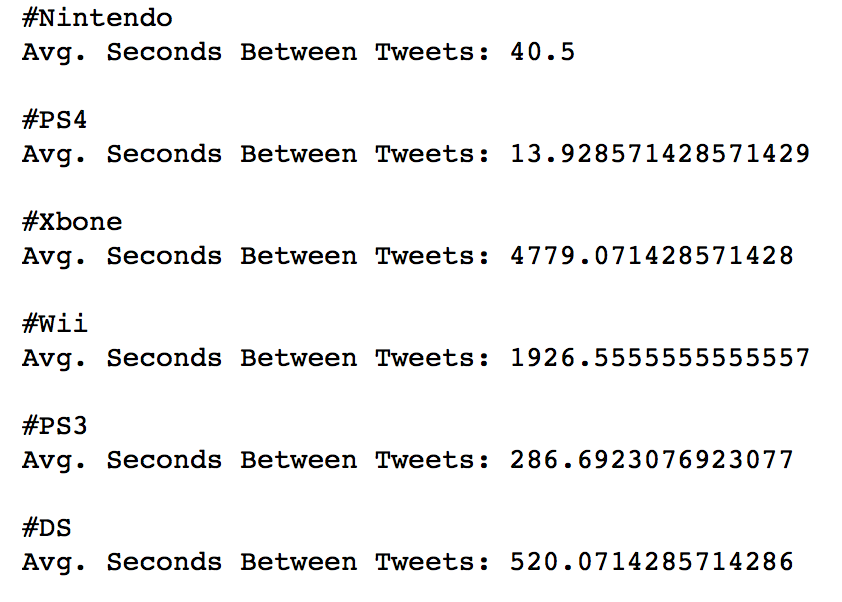 #Nintendo
Avg. Seconds Between Tweets: 40.5
#PS4
Avg. Seconds Between Tweets: 13.928571428571429
#Xbone
Avg. Seconds Between Tweets: 4779.071428571428
#Wii
Avg. Seconds Between Tweets: 1926.5555555555557
#PS3
Avg. Seconds Between Tweets: 286.6923076923077
#DS
Avg. Seconds Between Tweets: 520.0714285714286